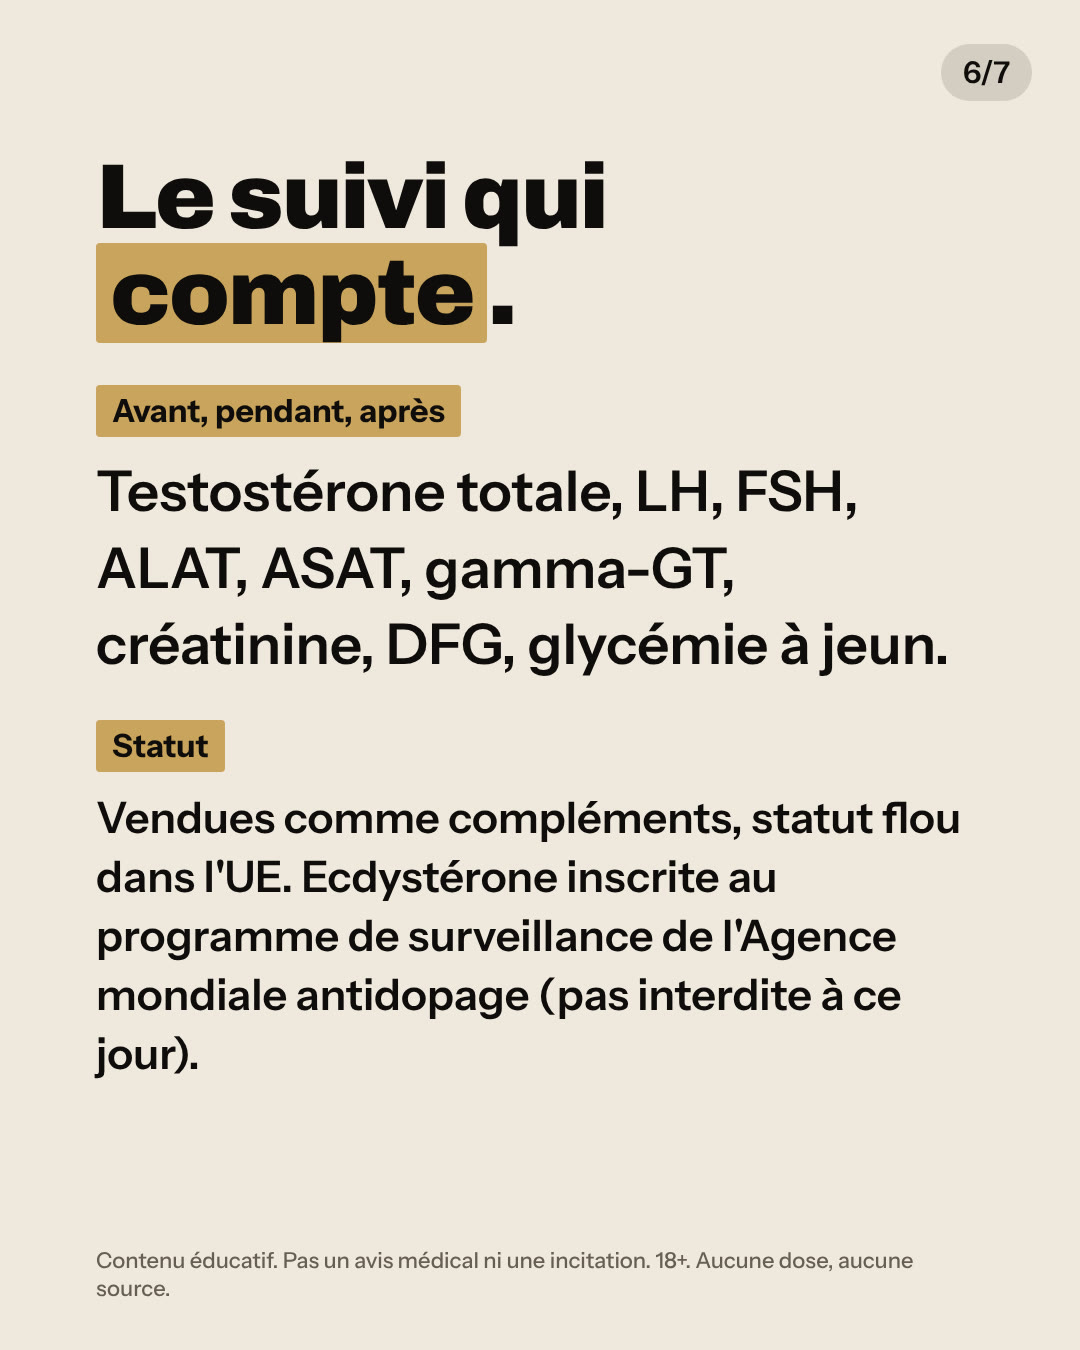 6/7
Le suivi qui
compte.
Avant, pendant, après
Testostérone totale, LH, FSH,
ALAT, ASAT, gamma-GT,
créatinine, DFG, glycémie à jeun.
Statut
Vendues comme compléments, statut flou
dans l'UE. Ecdystérone inscrite au
programme de surveillance de l'Agence
mondiale antidopage (pas interdite à ce
jour).
Contenu éducatif. Pas un avis médical ni une incitation. 18+. Aucune dose, aucune
source.